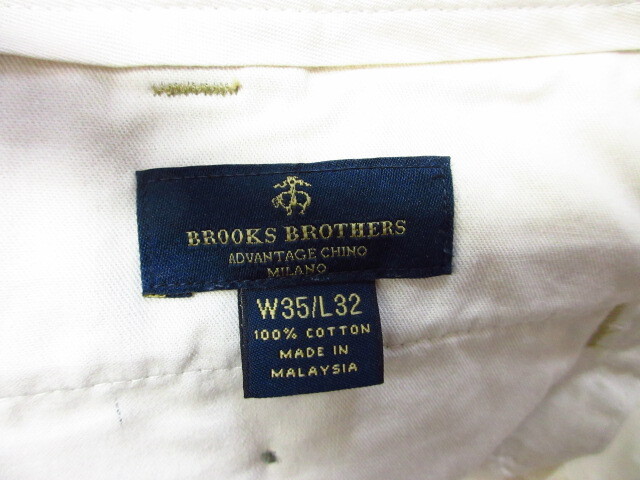 BROOKS BROTHERS
ADVANTAGE CHINO
MILANO
W35/L32
100% COTTON
MADE IN
MALAYSIA